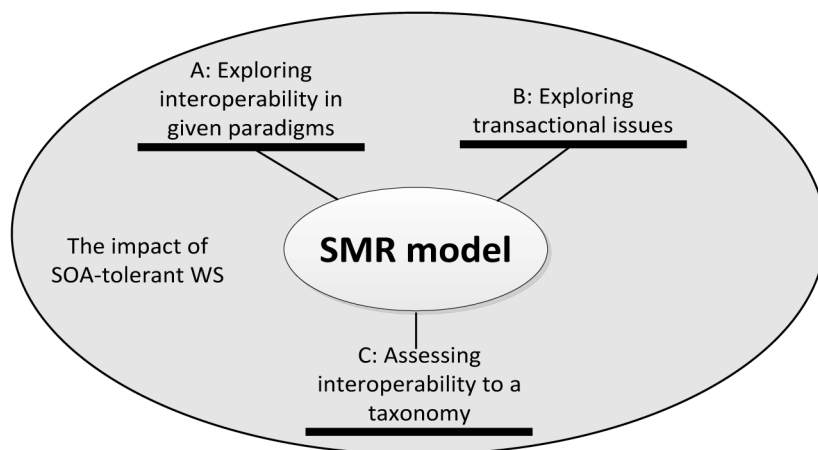 A: Exploring
interoperability in
given paradigms
B: Exploring
transactional issues
The impact of
SOA-tolerant WS
SMR model
C: Assessing
interoperability to a
taxonomy